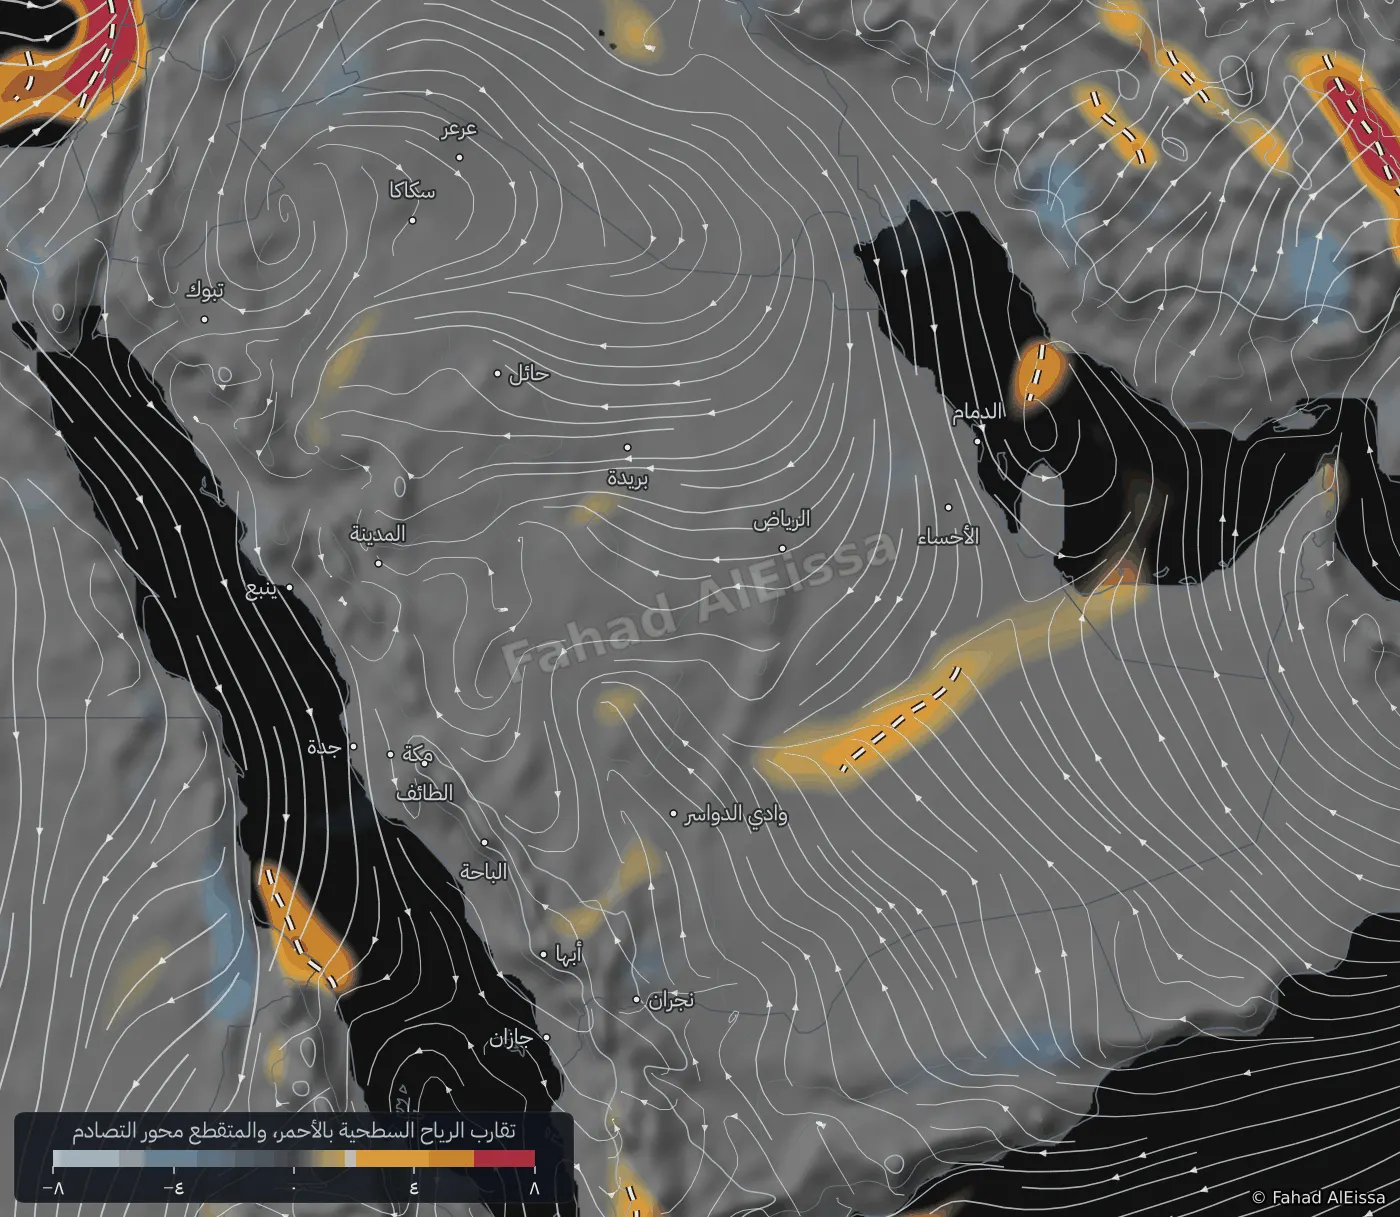 عرعر
سكاكا
تبوك
حائل
الدمام
بريدة
الرياض
الأحساء
المدينة
ينبع
Fahad AlEissa
جدة
مكة
الطائف
وادي الدواسر
الباحة
أبها
نجران
جازان
تقارب الرياح السطحية بالأحمر، والمتقطع محور التصادم
−٨ −٤ ٠ ٤ ٨
© Fahad AlEissa